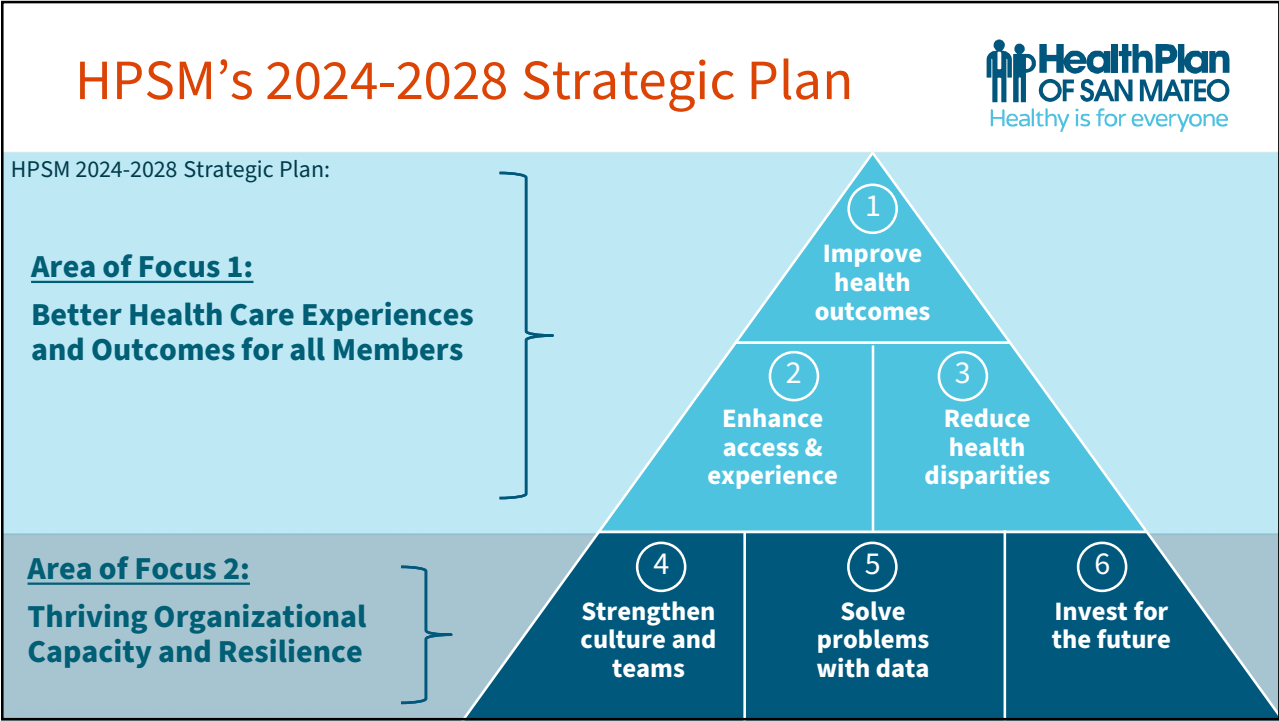 HPSM’s 2024-2028 Strategic Plan
HealthPlan
OF SAN MATEO
Healthy is for everyone
HPSM 2024-2028 Strategic Plan:
Area of Focus 1:
Better Health Care Experiences
and Outcomes for all Members
1
Improve
health
outcomes
2
Enhance
access &
experience
3
Reduce
health
disparities
Area of Focus 2:
Thriving Organizational
Capacity and Resilience
4
Strengthen
culture and
teams
5
Solve
problems
with data
6
Invest for
the future